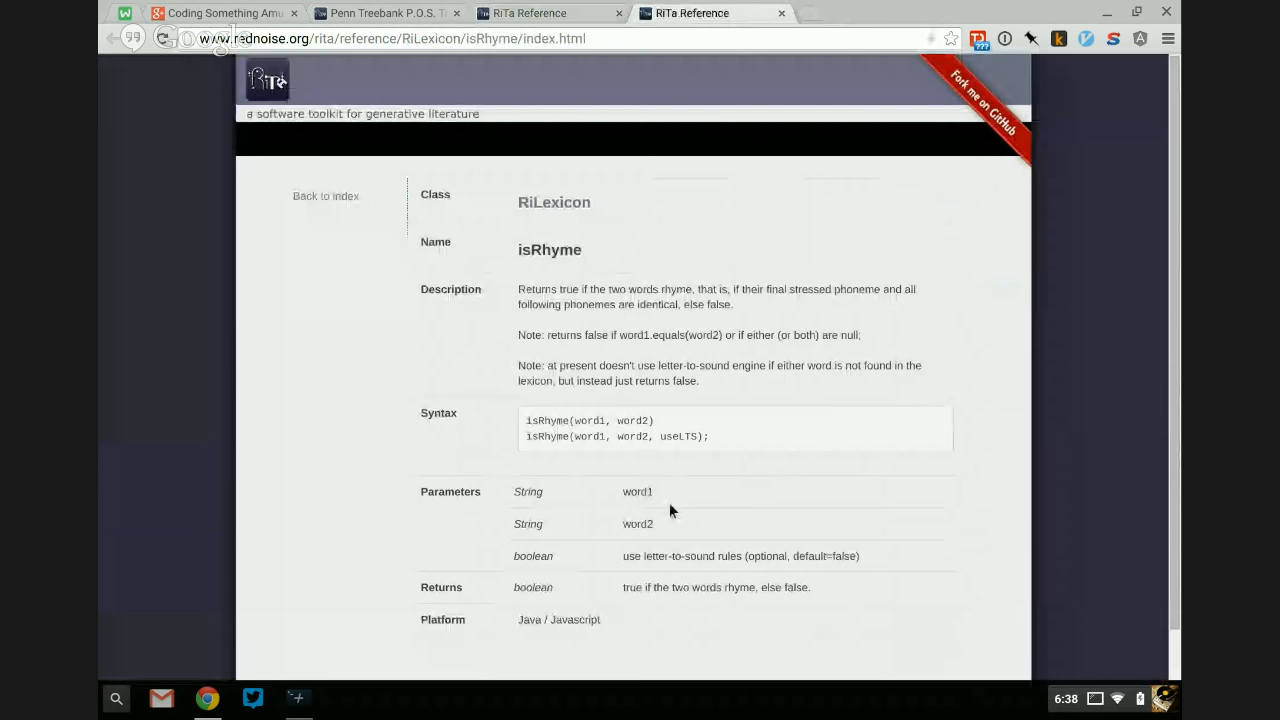 Coding Something Amu
Penn Treebank P.O.S. T
RiTa Reference
RiTa Reference
Google
www.rednoise.org/rita/reference/RiLexicon/isRhyme/index.html
???
RiTa
a software toolkit for generative literature
Fork me on GitHub
Back to index
Class
RiLexicon
Name
isRhyme
Description
Returns true if the two words rhyme, that is, if their final stressed phoneme and all
following phonemes are identical, else false.
Note: returns false if word1.equals(word2) or if either (or both) are null;
Note: at present doesn't use letter-to-sound engine if either word is not found in the
lexicon, but instead just returns false.
Syntax
isRhyme(word1, word2)
isRhyme(word1, word2, useLTS);
Parameters
String word1
String word2
boolean use letter-to-sound rules (optional, default=false)
Returns boolean true if the two words rhyme, else false.
Platform Java / Javascript
6:38